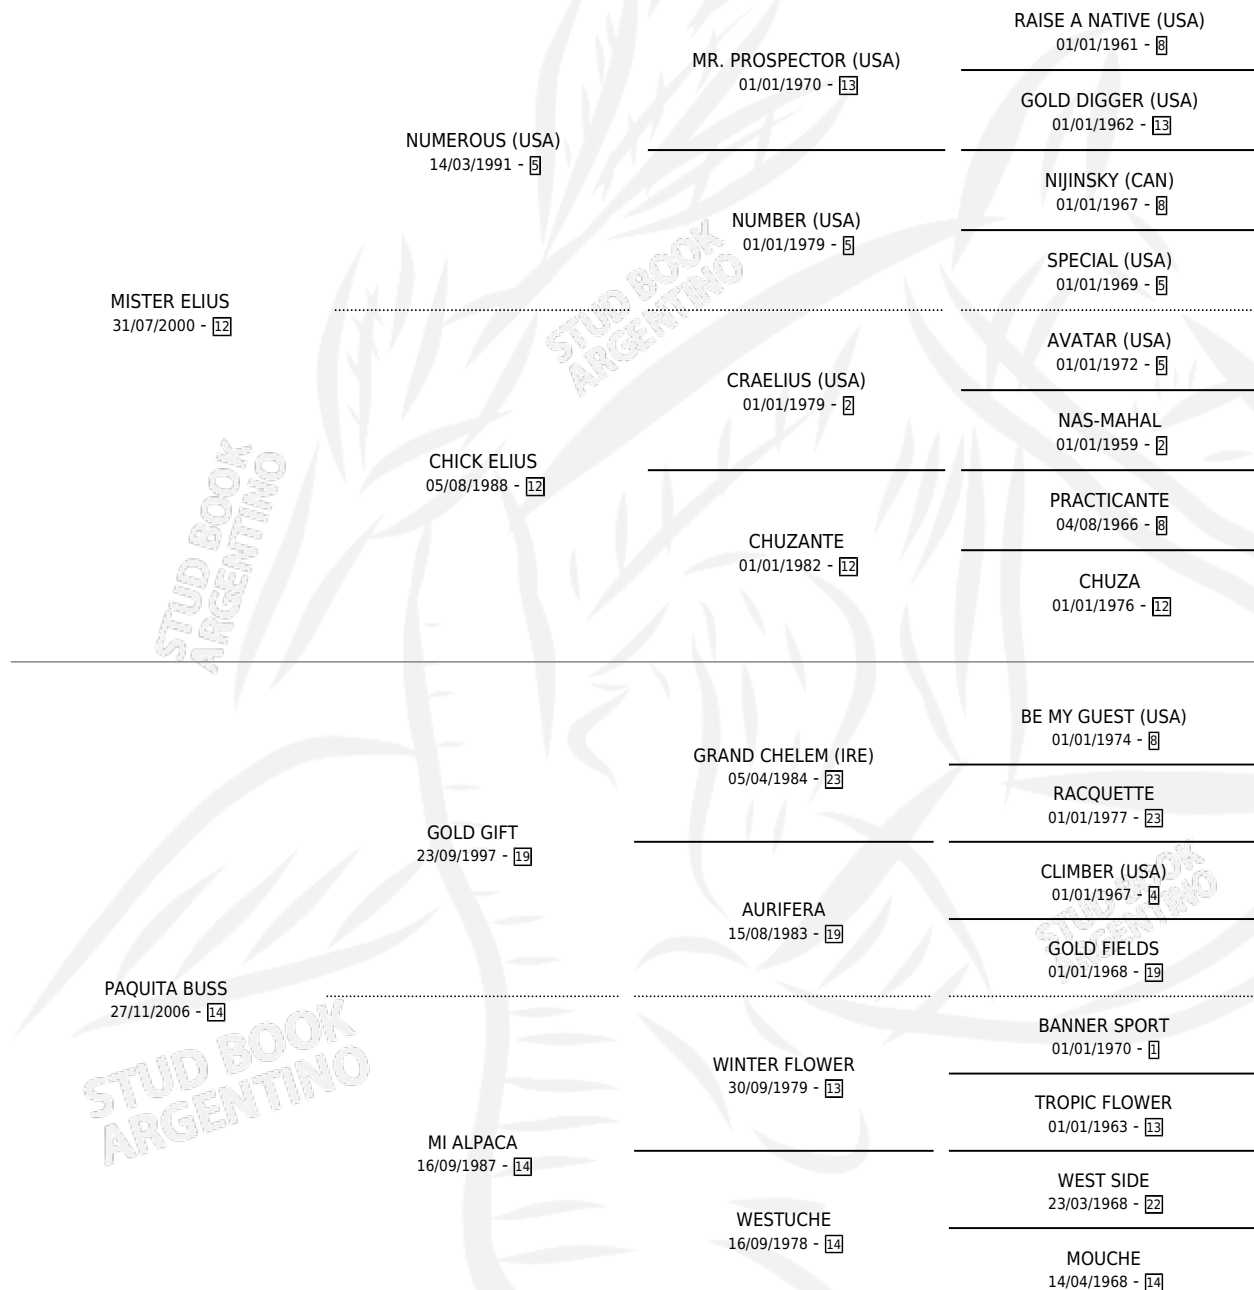 RAISE A NATIVE (USA)
01/01/1961 - 8
MR. PROSPECTOR (USA)
01/01/1970 - 13
GOLD DIGGER (USA)
01/01/1962 - 13
NUMEROUS (USA)
14/03/1991 - 5
NIJINSKY (CAN)
01/01/1967 - 8
NUMBER (USA)
01/01/1979 - 5
SPECIAL (USA)
01/01/1969 - 5
MISTER ELIUS
31/07/2000 - 12
AVATAR (USA)
01/01/1972 - 5
CRAELIUS (USA)
01/01/1979 - 2
NAS-MAHAL
01/01/1959 - 2
CHICK ELIUS
05/08/1988 - 12
PRACTICANTE
04/08/1966 - 8
CHUZANTE
01/01/1982 - 12
CHUZA
01/01/1976 - 12
BE MY GUEST (USA)
01/01/1974 - 8
GRAND CHELEM (IRE)
05/04/1984 - 23
RACQUETTE
01/01/1977 - 23
GOLD GIFT
23/09/1997 - 19
CLIMBER (USA)
01/01/1967 - 4
AURIFERA
15/08/1983 - 19
GOLD FIELDS
01/01/1968 - 19
PAQUITA BUSS
27/11/2006 - 14
BANNER SPORT
01/01/1970 - 1
WINTER FLOWER
30/09/1979 - 13
TROPIC FLOWER
01/01/1963 - 13
MI ALPACA
16/09/1987 - 14
WEST SIDE
23/03/1968 - 22
WESTUCHE
16/09/1978 - 14
MOUCHE
14/04/1968 - 14
STUD BOOK
ARGENTINO
STUD BOOK
ARGENTINO
STUD BOOK
ARGENTINO
STUD BOOK
ARGENTINO